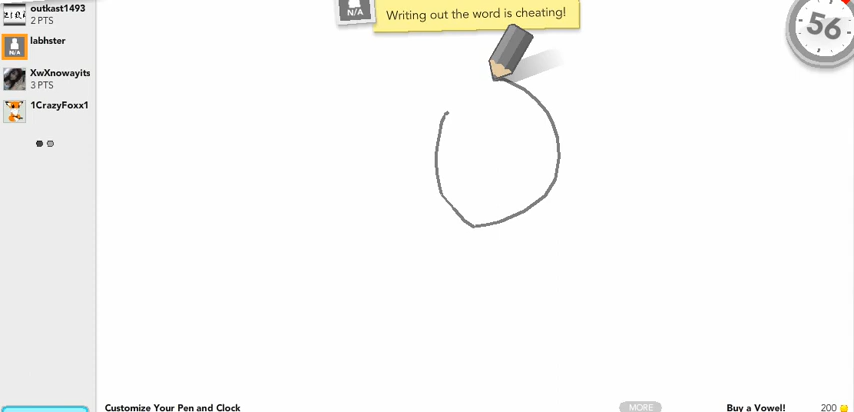 outkast1493
2 PTS
labhster
N/A
XwXnowayits
3 PTS
1CrazyFoxx1
N/A
Writing out the word is cheating!
56
Customize Your Pen and Clock
MORE
Buy a Vowel!
200